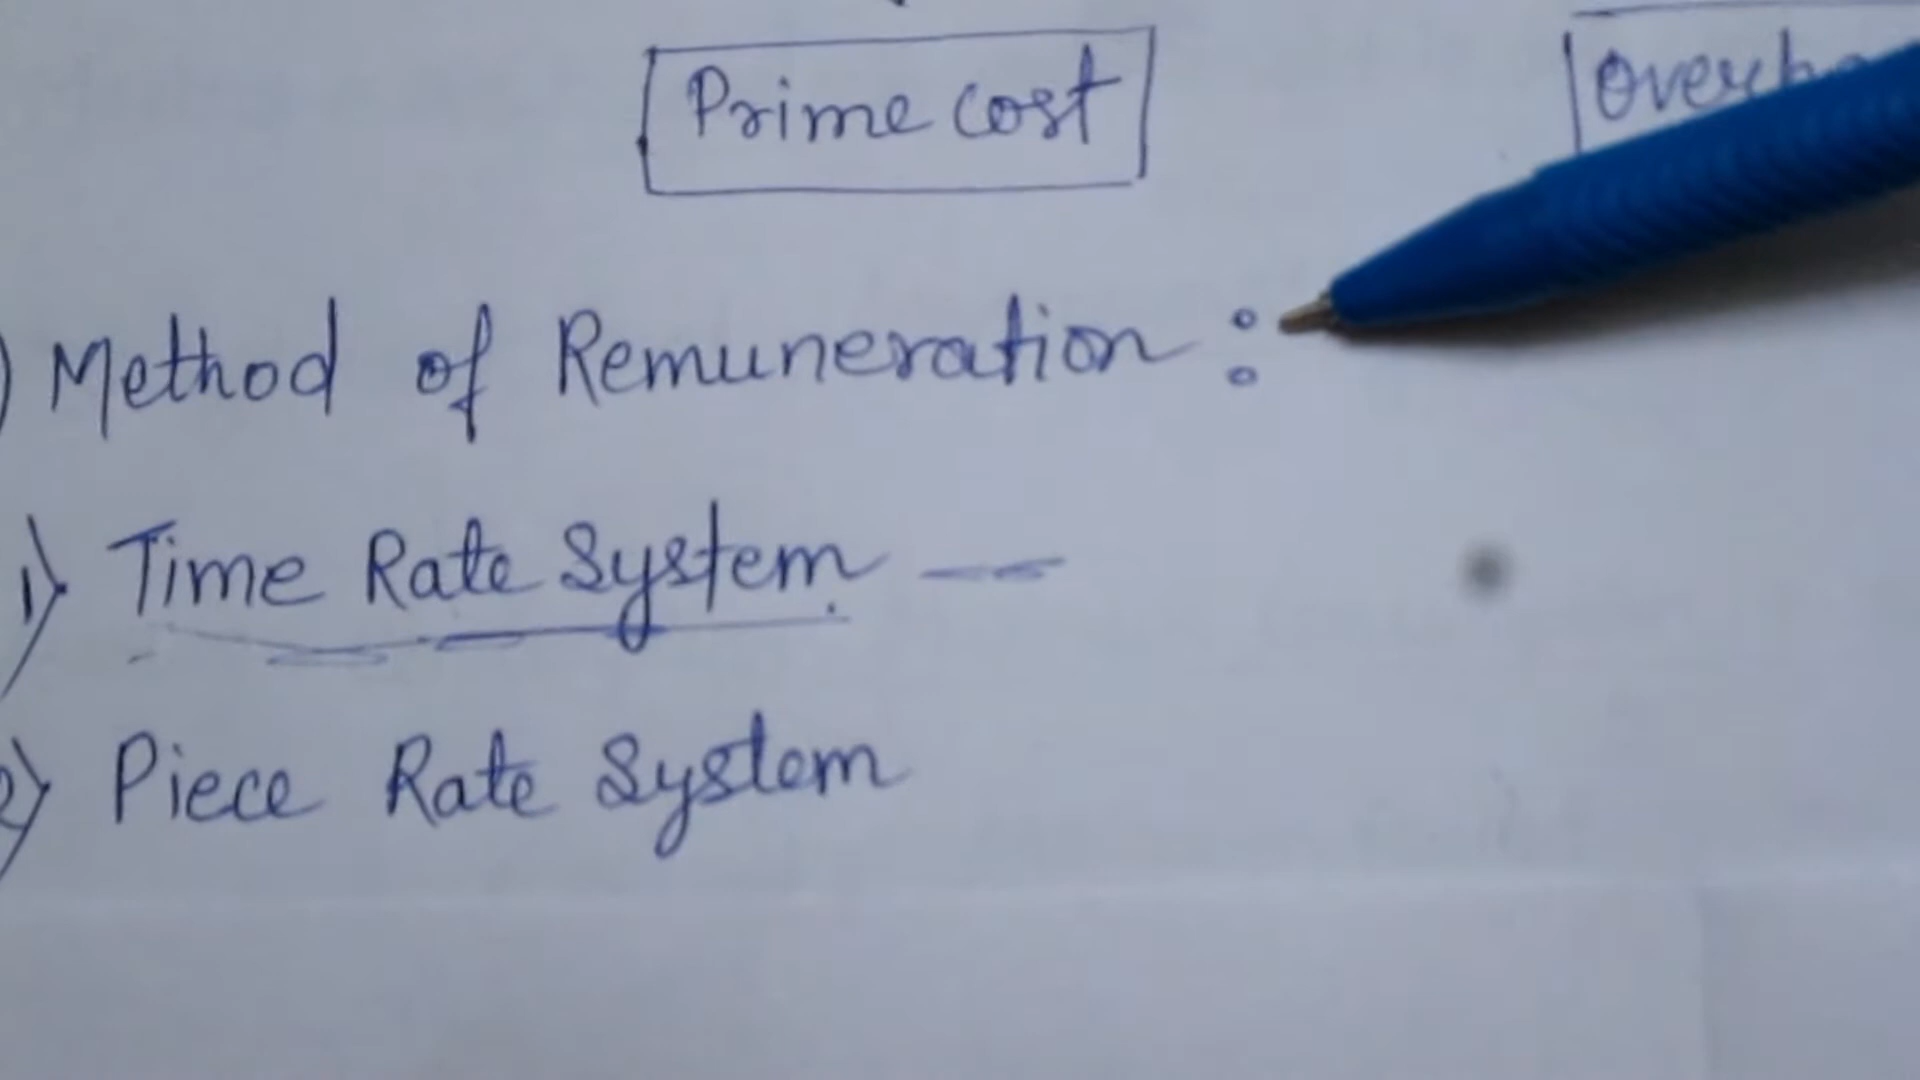 Prime cost
) Method of Remuneration :
1) Time Rate System —
2) Piece Rate System